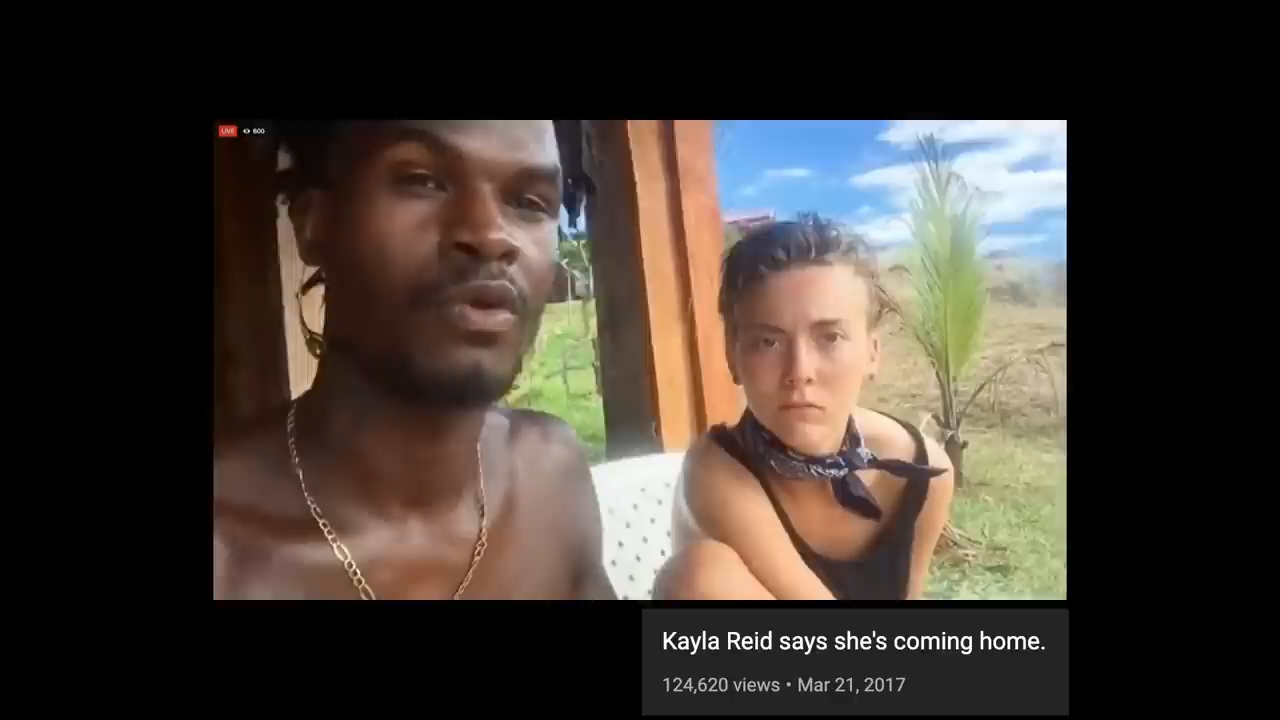 LIVE 600
Kayla Reid says she's coming home.
124,620 views • Mar 21, 2017